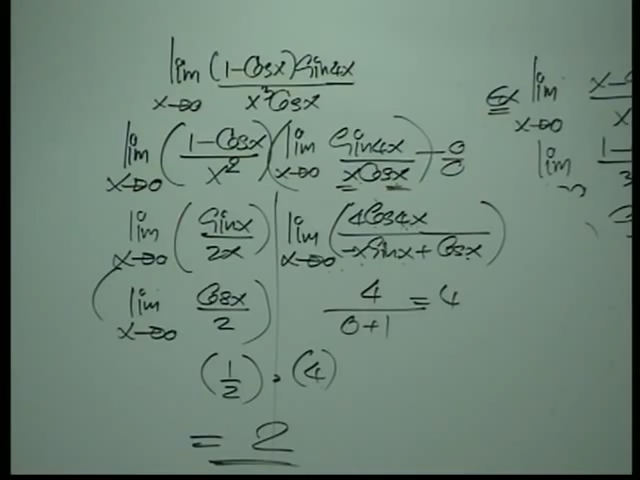 lim (1-Cosx)Sin4x / x³Cosx
x→0
lim (1-Cosx / x²)(lim Sin4x / xCosx) - 0/0
x→0 x→0
lim (Sinx / 2x) | lim (4Cos4x / -xSinx + Cosx)
x→0 x→0
(lim Cosx / 2) 4 / 0+1 = 4
x→0
(1/2) · (4)
= 2
Ex lim
x→0
lim